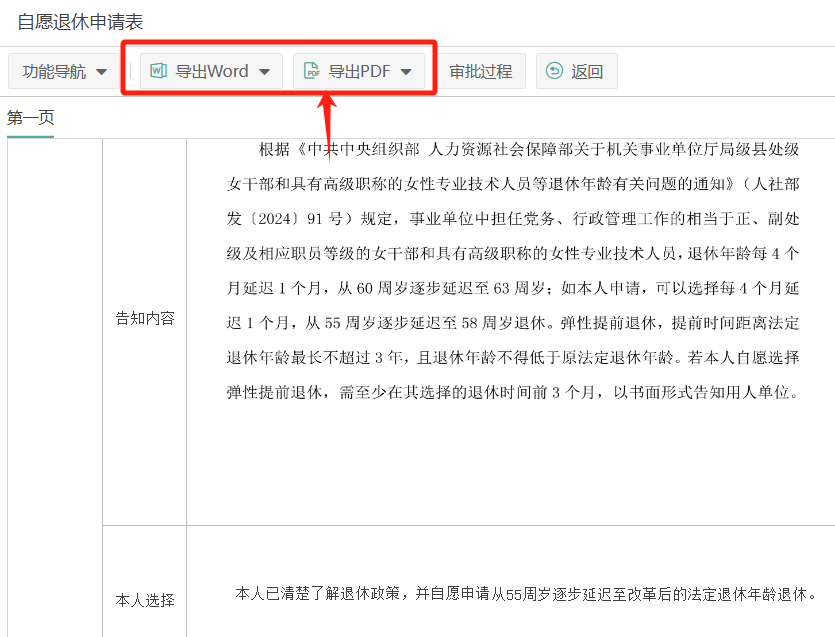 自愿退休申请表
功能导航 导出Word 导出PDF 审批过程 返回
第一页
根据《中共中央组织部 人力资源社会保障部关于机关事业单位厅局级县处级
女干部和具有高级职称的女性专业技术人员等退休年龄有关问题的通知》（人社部
发〔2024〕91 号）规定，事业单位中担任党务、行政管理工作的相当于正、副处
级及相应职员等级的女干部和具有高级职称的女性专业技术人员，退休年龄每 4 个
月延迟 1 个月，从 60 周岁逐步延迟至 63 周岁；如本人申请，可以选择每 4 个月延
迟 1 个月，从 55 周岁逐步延迟至 58 周岁退休。弹性提前退休，提前时间距离法定
退休年龄最长不超过 3 年，且退休年龄不得低于原法定退休年龄。若本人自愿选择
弹性提前退休，需至少在其选择的退休时间前 3 个月，以书面形式告知用人单位。
告知内容
本人选择
本人已清楚了解退休政策，并自愿申请从55周岁逐步延迟至改革后的法定退休年龄退休。